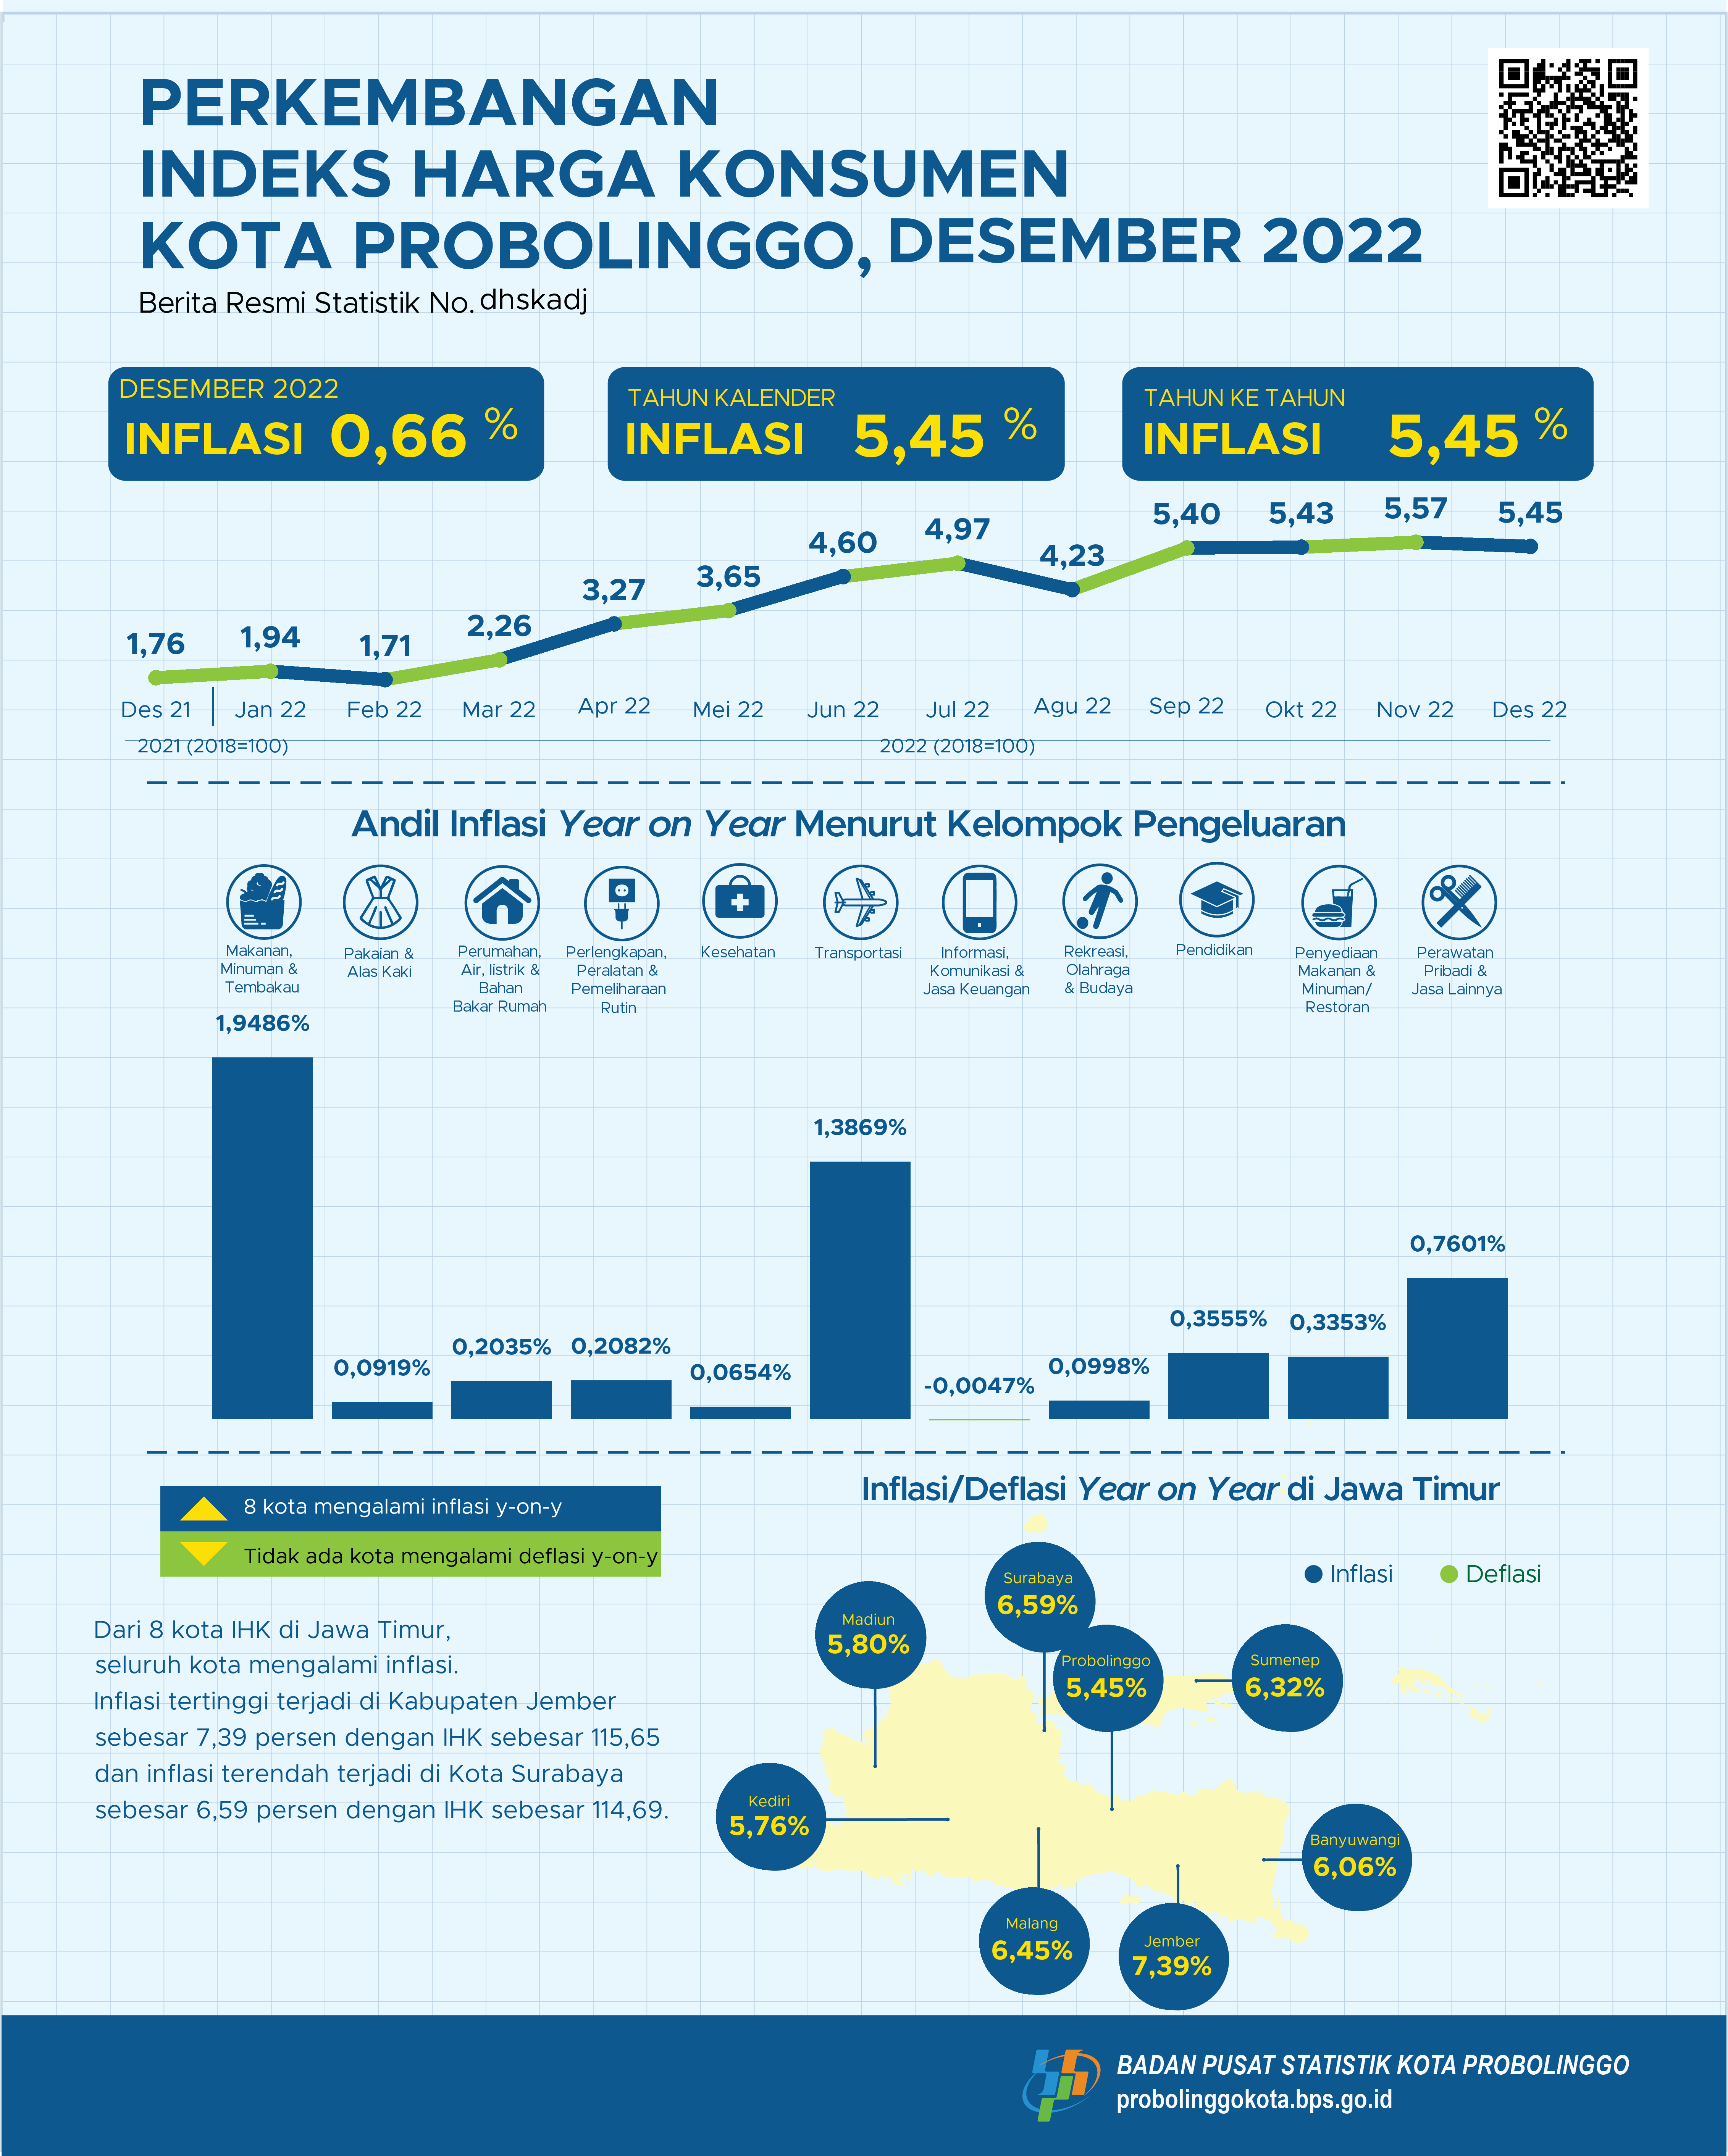 PERKEMBANGAN
INDEKS HARGA KONSUMEN
KOTA PROBOLINGGO, DESEMBER 2022
Berita Resmi Statistik No. dhskadj
DESEMBER 2022
INFLASI 0,66 %
TAHUN KALENDER
INFLASI 5,45 %
TAHUN KE TAHUN
INFLASI 5,45 %
1,76 1,94 1,71 2,26 3,27 3,65 4,60 4,97 4,23 5,40 5,43 5,57 5,45
Des 21 Jan 22 Feb 22 Mar 22 Apr 22 Mei 22 Jun 22 Jul 22 Agu 22 Sep 22 Okt 22 Nov 22 Des 22
2021 (2018=100) 2022 (2018=100)
Andil Inflasi Year on Year Menurut Kelompok Pengeluaran
Makanan,
Minuman &
Tembakau
Pakaian &
Alas Kaki
Perumahan,
Air, listrik &
Bahan
Bakar Rumah
Perlengkapan,
Peralatan &
Pemeliharaan
Rutin
Kesehatan
Transportasi
Informasi,
Komunikasi &
Jasa Keuangan
Rekreasi,
Olahraga
& Budaya
Pendidikan
Penyediaan
Makanan &
Minuman/
Restoran
Perawatan
Pribadi &
Jasa Lainnya
1,9486% 0,0919% 0,2035% 0,2082% 0,0654% 1,3869% -0,0047% 0,0998% 0,3555% 0,3353% 0,7601%
8 kota mengalami inflasi y-on-y
Tidak ada kota mengalami deflasi y-on-y
Dari 8 kota IHK di Jawa Timur,
seluruh kota mengalami inflasi.
Inflasi tertinggi terjadi di Kabupaten Jember
sebesar 7,39 persen dengan IHK sebesar 115,65
dan inflasi terendah terjadi di Kota Surabaya
sebesar 6,59 persen dengan IHK sebesar 114,69.
Inflasi/Deflasi Year on Year di Jawa Timur
Inflasi Deflasi
Surabaya
6,59%
Madiun
5,80%
Probolinggo
5,45%
Sumenep
6,32%
Kediri
5,76%
Banyuwangi
6,06%
Malang
6,45%
Jember
7,39%
BADAN PUSAT STATISTIK KOTA PROBOLINGGO
probolinggokota.bps.go.id